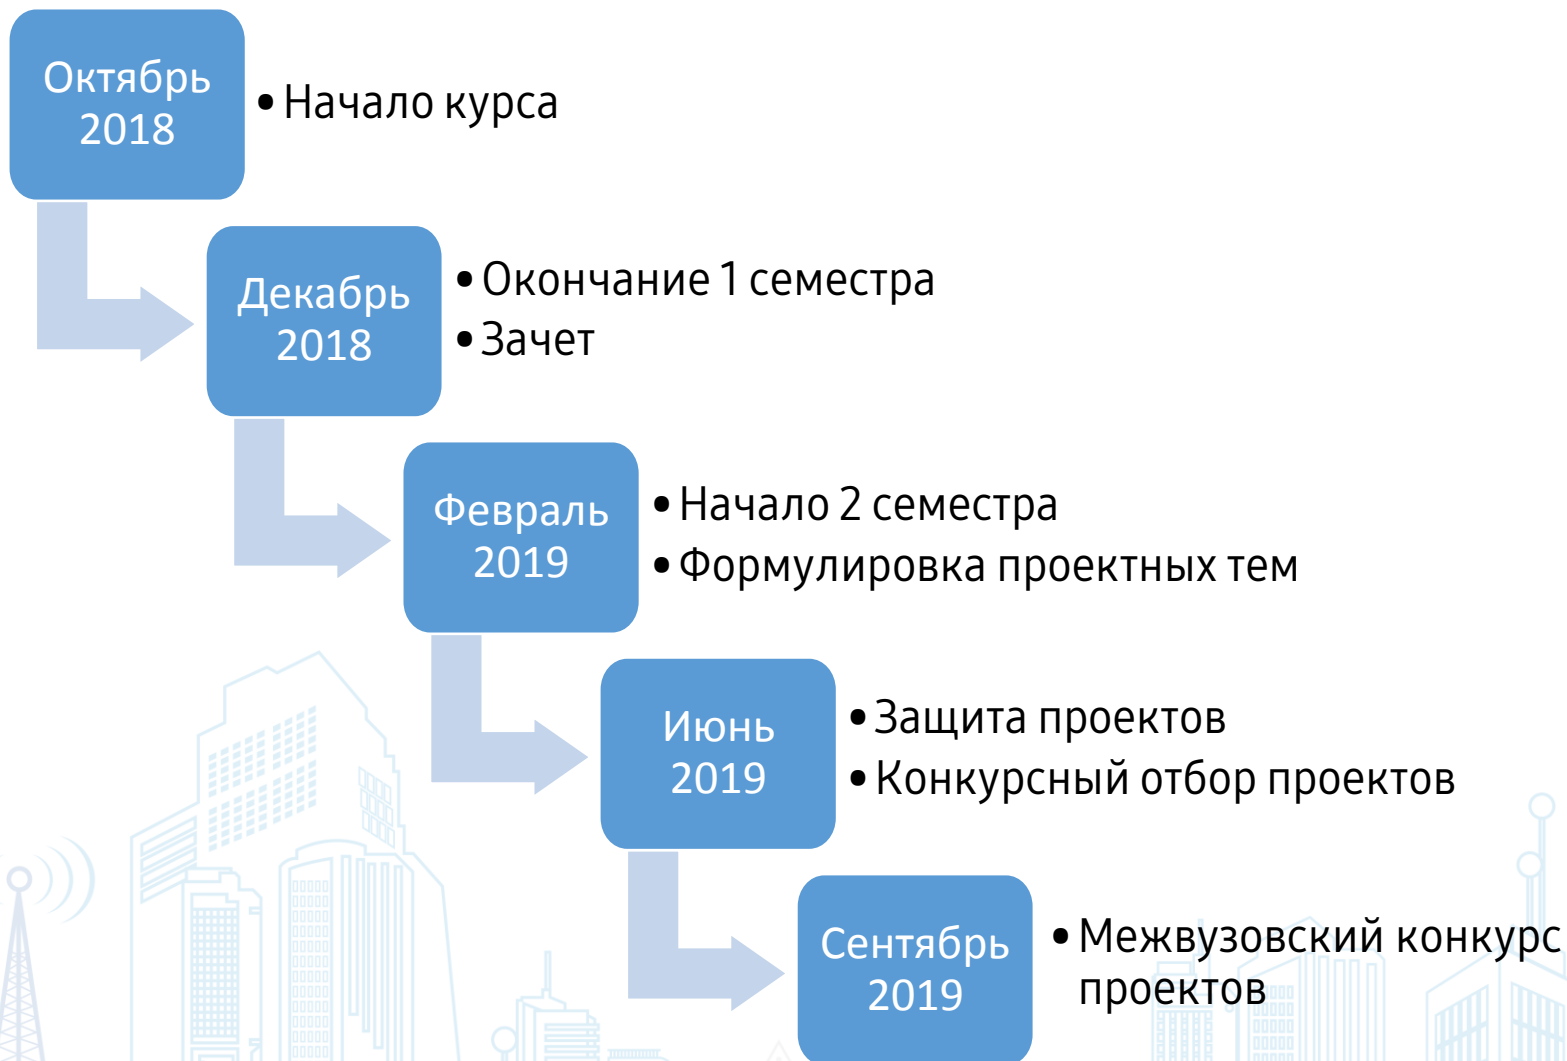 Октябрь
2018
• Начало курса
Декабрь
2018
• Окончание 1 семестра
• Зачет
Февраль
2019
• Начало 2 семестра
• Формулировка проектных тем
Июнь
2019
• Защита проектов
• Конкурсный отбор проектов
Сентябрь
2019
• Межвузовский конкурс
проектов